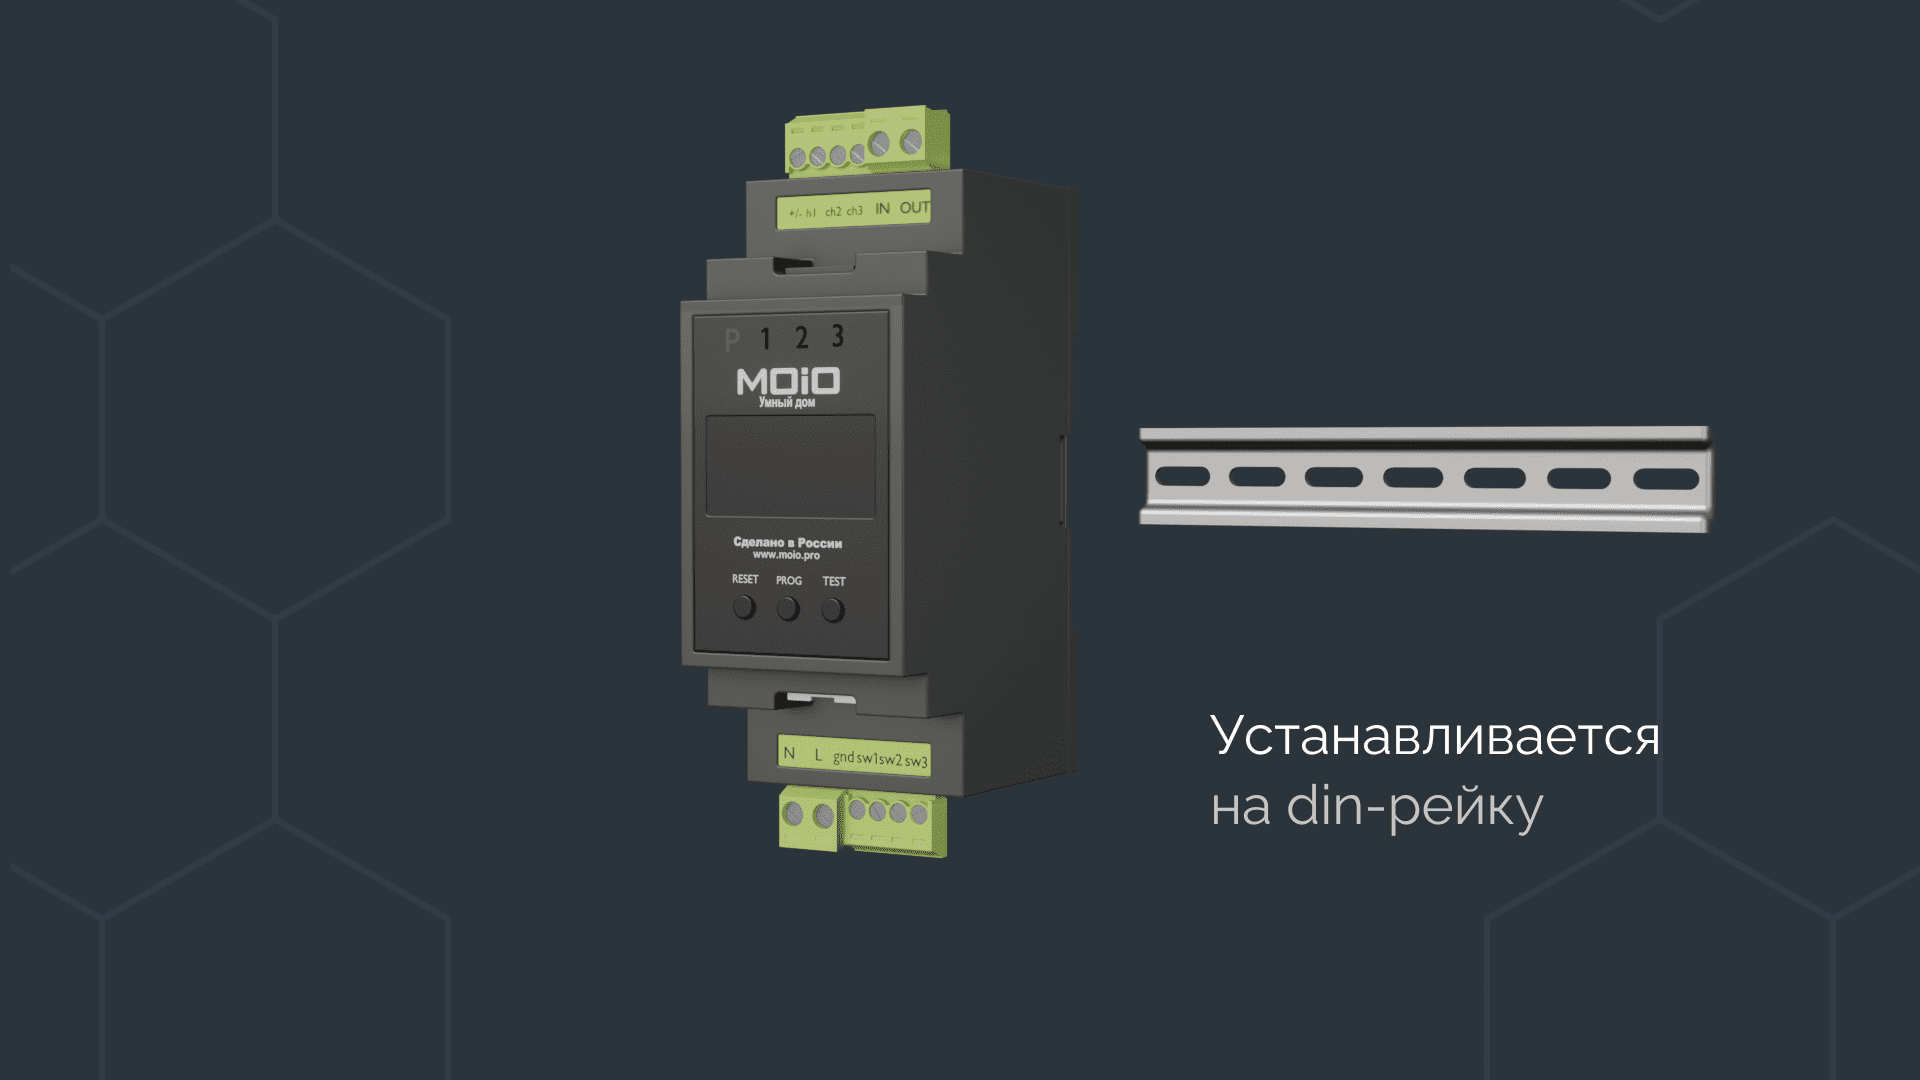 +/- h1 ch2 ch3 IN OUT
P 1 2 3
MOiO
Умный дом
Сделано в России
www.moio.pro
RESET PROG TEST
N L gnd sw1 sw2 sw3
Устанавливается
на din-рейку